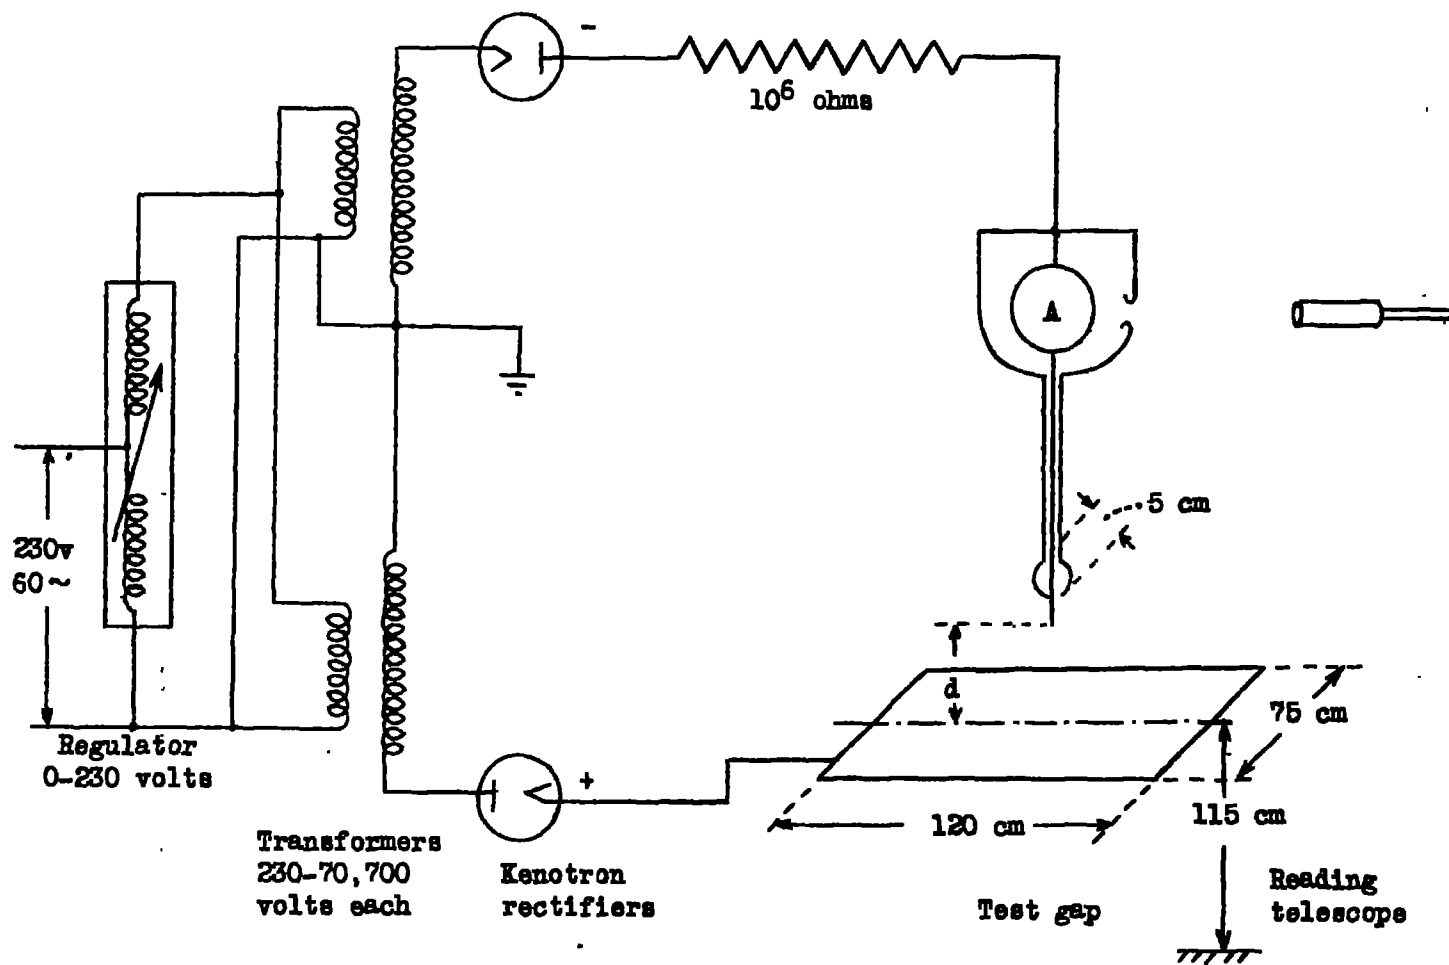 -
10⁶ ohms
A
5 cm
230v
60~
d
75 cm
Regulator
0-230 volts
+
120 cm
115 cm
Transformers
230-70,700
volts each
Kenotron
rectifiers
Test gap
Reading
telescope